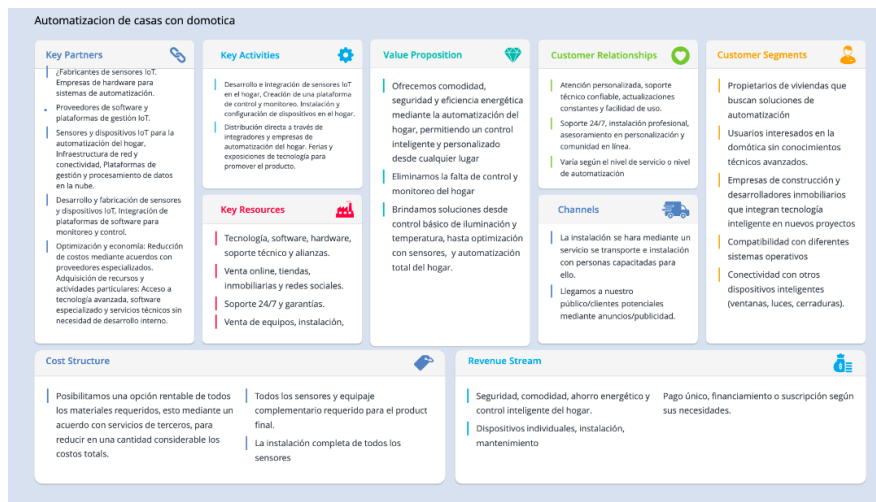 Automatizacion de casas con domotica
Key Partners
¿Fabricantes de sensores IoT.
Empresas de hardware para
sistemas de automatización.
Proveedores de software y
plataformas de gestión IoT.
Sensores y dispositivos IoT para la
automatización del hogar,
Infraestructura de red y
conectividad, Plataformas de
gestión y procesamiento de datos
en la nube.
Desarrollo y fabricación de sensores
y dispositivos IoT, Integración de
plataformas de software para
monitoreo y control.
Optimización y economía: Reducción
de costos mediante acuerdos con
proveedores especializados.
Adquisición de recursos y
actividades particulares: Acceso a
tecnología avanzada, software
especializado y servicios técnicos sin
necesidad de desarrollo interno.
Key Activities
Desarrollo e integración de sensores IoT
en el hogar, Creación de una plataforma
de control y monitoreo. Instalación y
configuración de dispositivos en el hogar.
Distribución directa a través de
integradores y empresas de
automatización del hogar. Ferias y
exposiciones de tecnología para
promover el producto.
Key Resources
Tecnología, software, hardware,
soporte técnico y alianzas.
Venta online, tiendas,
inmobiliarias y redes sociales.
Soporte 24/7 y garantías.
Venta de equipos, instalación,
Value Proposition
Ofrecemos comodidad,
seguridad y eficiencia energética
mediante la automatización del
hogar, permitiendo un control
inteligente y personalizado
desde cualquier lugar
Eliminamos la falta de control y
monitoreo del hogar
Brindamos soluciones desde
control básico de iluminación y
temperatura, hasta optimización
con sensores, y automatización
total del hogar.
Customer Relationships
Atención personalizada, soporte
técnico confiable, actualizaciones
constantes y facilidad de uso.
Soporte 24/7, instalación profesional,
asesoramiento en personalización y
comunidad en línea.
Varía según el nivel de servicio o nivel
de automatización
Channels
La instalación se hara mediante un
servicio se transporte e instalación
con personas capacitadas para
ello.
Llegamos a nuestro
público/clientes potenciales
mediante anuncios/publicidad.
Customer Segments
Propietarios de viviendas que
buscan soluciones de
automatización
Usuarios interesados en la
domótica sin conocimientos
técnicos avanzados.
Empresas de construcción y
desarrolladores inmobiliarios
que integran tecnología
inteligente en nuevos proyectos
Compatibilidad con diferentes
sistemas operativos
Conectividad con otros
dispositivos inteligentes
(ventanas, luces, cerraduras).
Cost Structure
Posibilitamos una opción rentable de todos
los materiales requeridos, esto mediante un
acuerdo con servicios de terceros, para
reducir en una cantidad considerable los
costos totals.
Todos los sensores y equipaje
complementario requerido para el product
final.
La instalación completa de todos los
sensores
Revenue Stream
Seguridad, comodidad, ahorro energético y
control inteligente del hogar.
Dispositivos individuales, instalación,
mantenimiento
Pago único, financiamiento o suscripción según
sus necesidades.